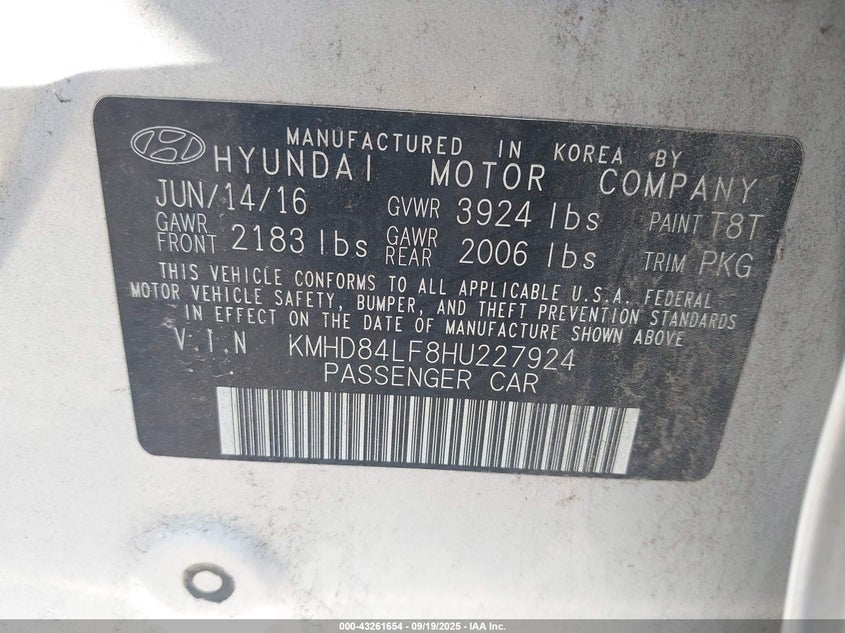 MANUFACTURED IN KOREA BY
HYUNDAI MOTOR COMPANY
JUN/14/16 GVWR 3924 lbs PAINT T8T
GAWR FRONT 2183 lbs GAWR REAR 2006 lbs TRIM PKG
THIS VEHICLE CONFORMS TO ALL APPLICABLE U.S.A. FEDERAL
MOTOR VEHICLE SAFETY, BUMPER, AND THEFT PREVENTION STANDARDS
IN EFFECT ON THE DATE OF MANUFACTURE SHOWN ABOVE
V.I.N KMHD84LF8HU227924
PASSENGER CAR
000-43261654 - 09/19/2025 - IAA Inc.